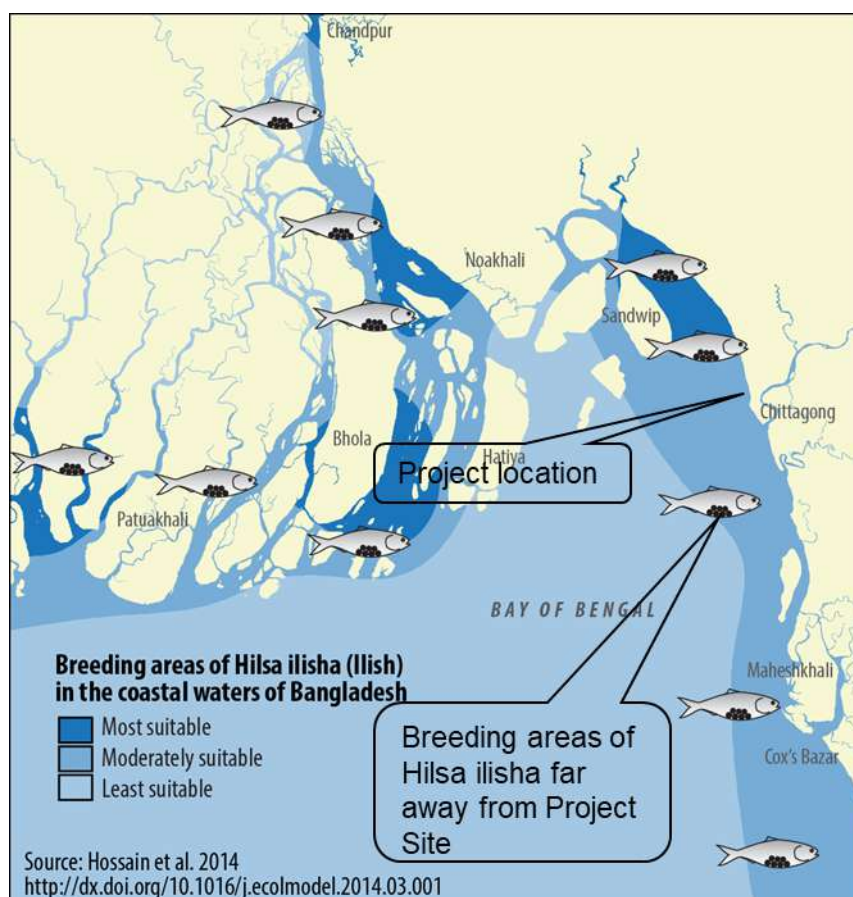 Chandpur
Noakhali
Sandwip
Chittagong
Bhola
Hatiya
Project location
Patuakhali
BAY OF BENGAL
Maheshkhali
Cox's Bazar
Breeding areas of Hilsa ilisha (Ilish)
in the coastal waters of Bangladesh
Most suitable
Moderately suitable
Least suitable
Breeding areas of
Hilsa ilisha far
away from Project
Site
Source: Hossain et al. 2014
http://dx.doi.org/10.1016/j.ecolmodel.2014.03.001